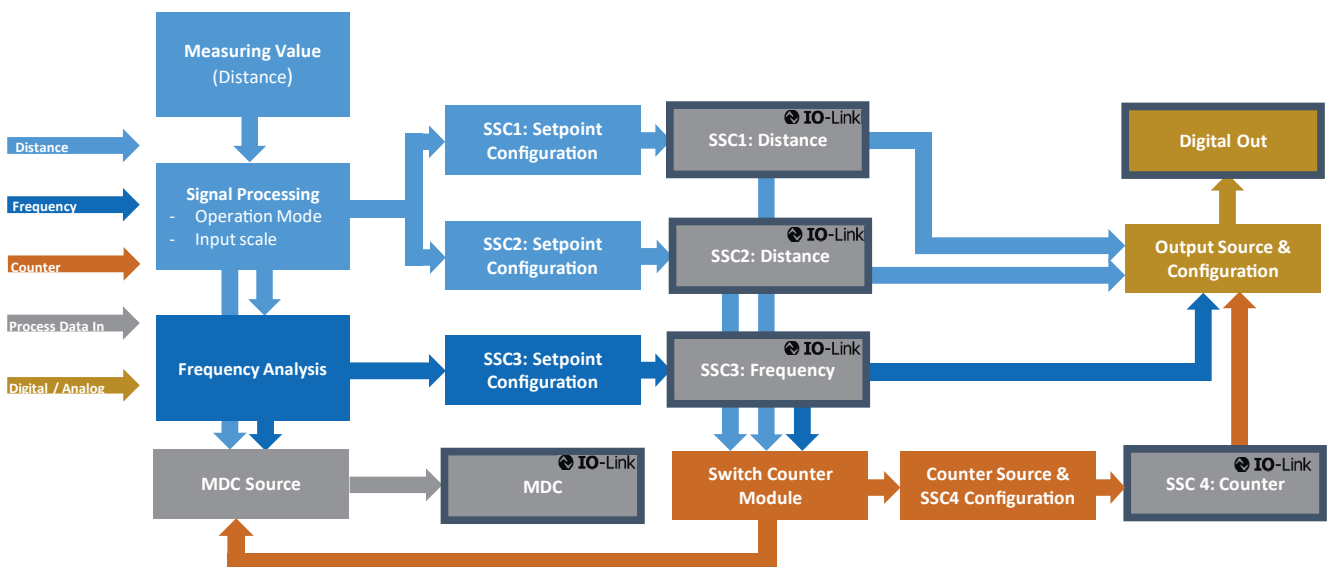 Measuring Value
(Distance)
Distance
Frequency
Counter
Process Data In
Digital / Analog
Signal Processing
- Operation Mode
- Input scale
Frequency Analysis
MDC Source
SSC1: Setpoint
Configuration
SSC2: Setpoint
Configuration
SSC3: Setpoint
Configuration
IO-Link
MDC
IO-Link
SSC1: Distance
IO-Link
SSC2: Distance
IO-Link
SSC3: Frequency
Switch Counter
Module
Counter Source &
SSC4 Configuration
IO-Link
SSC 4: Counter
Output Source &
Configuration
Digital Out